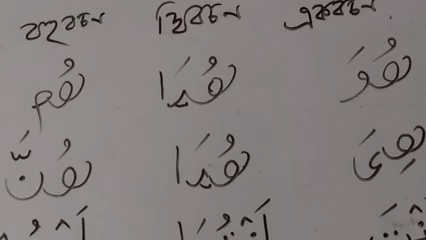 একবচন দ্বিবচন বহুবচন
هُوَ هُمَا هُمْ
هِيَ هُمَا هُنَّ